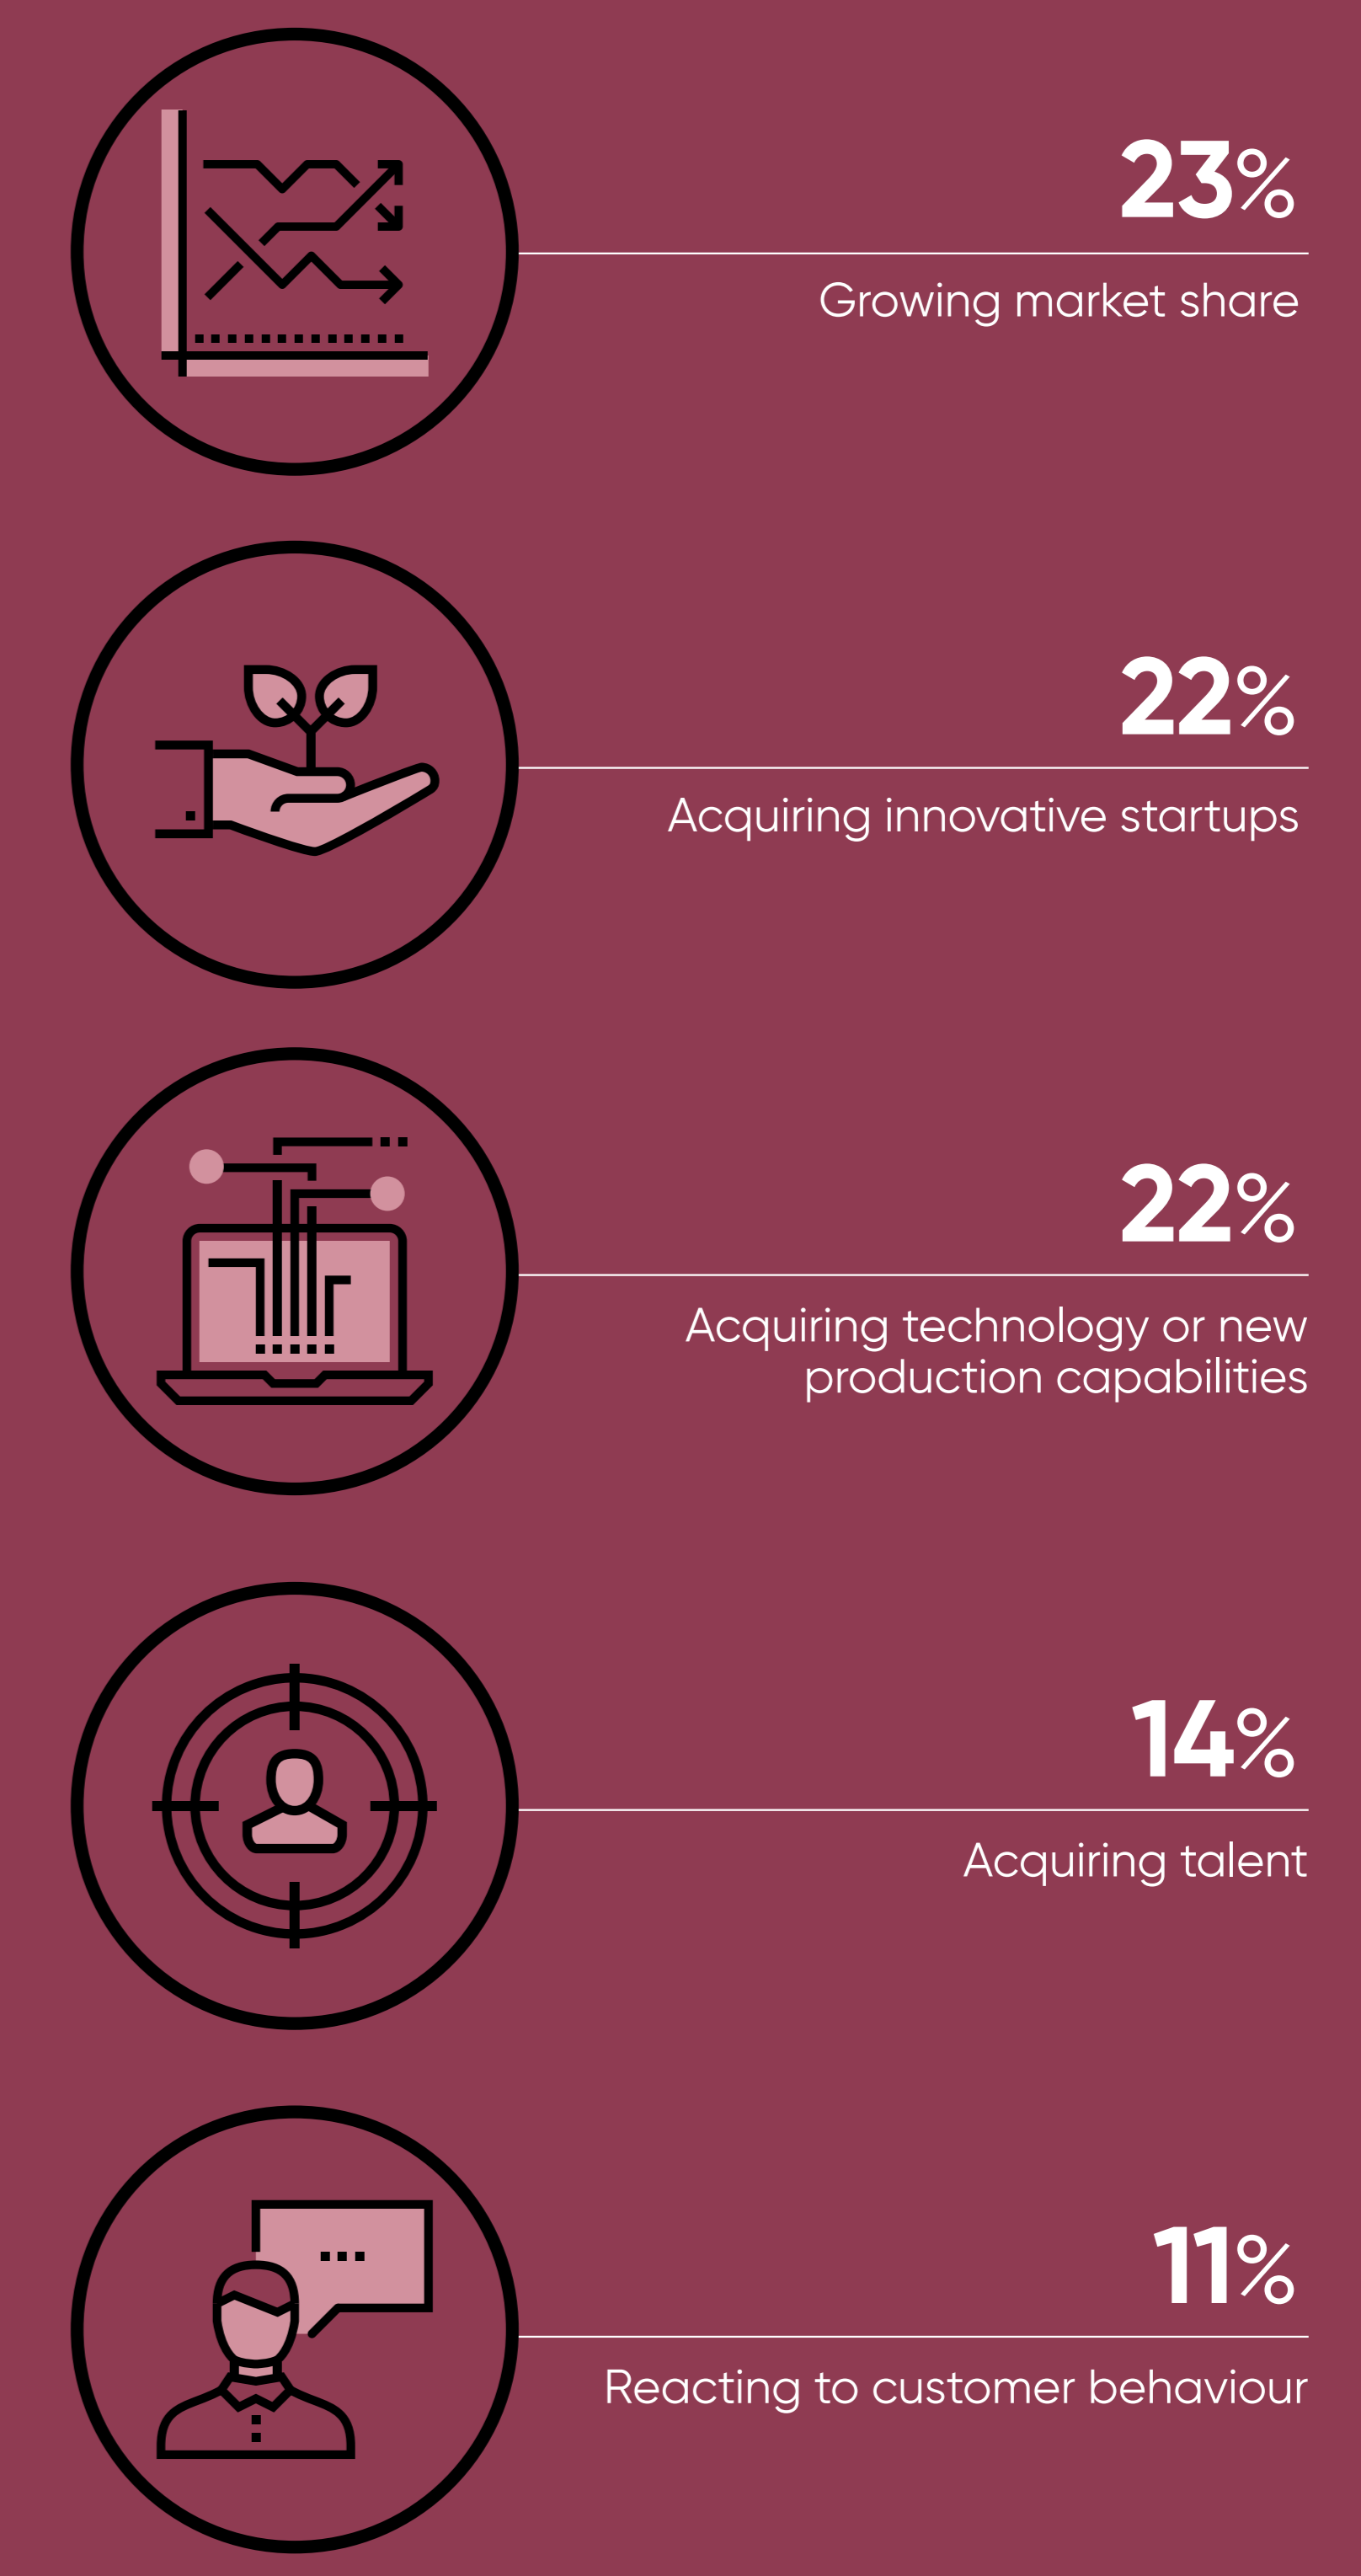 23%
Growing market share
22%
Acquiring innovative startups
22%
Acquiring technology or new
production capabilities
14%
Acquiring talent
11%
Reacting to customer behaviour